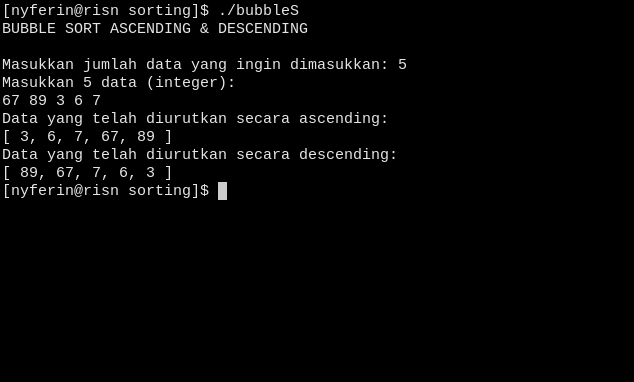 [nyferin@risn sorting]$ ./bubbleS
BUBBLE SORT ASCENDING & DESCENDING
Masukkan jumlah data yang ingin dimasukkan: 5
Masukkan 5 data (integer):
67 89 3 6 7
Data yang telah diurutkan secara ascending:
[ 3, 6, 7, 67, 89 ]
Data yang telah diurutkan secara descending:
[ 89, 67, 7, 6, 3 ]
[nyferin@risn sorting]$